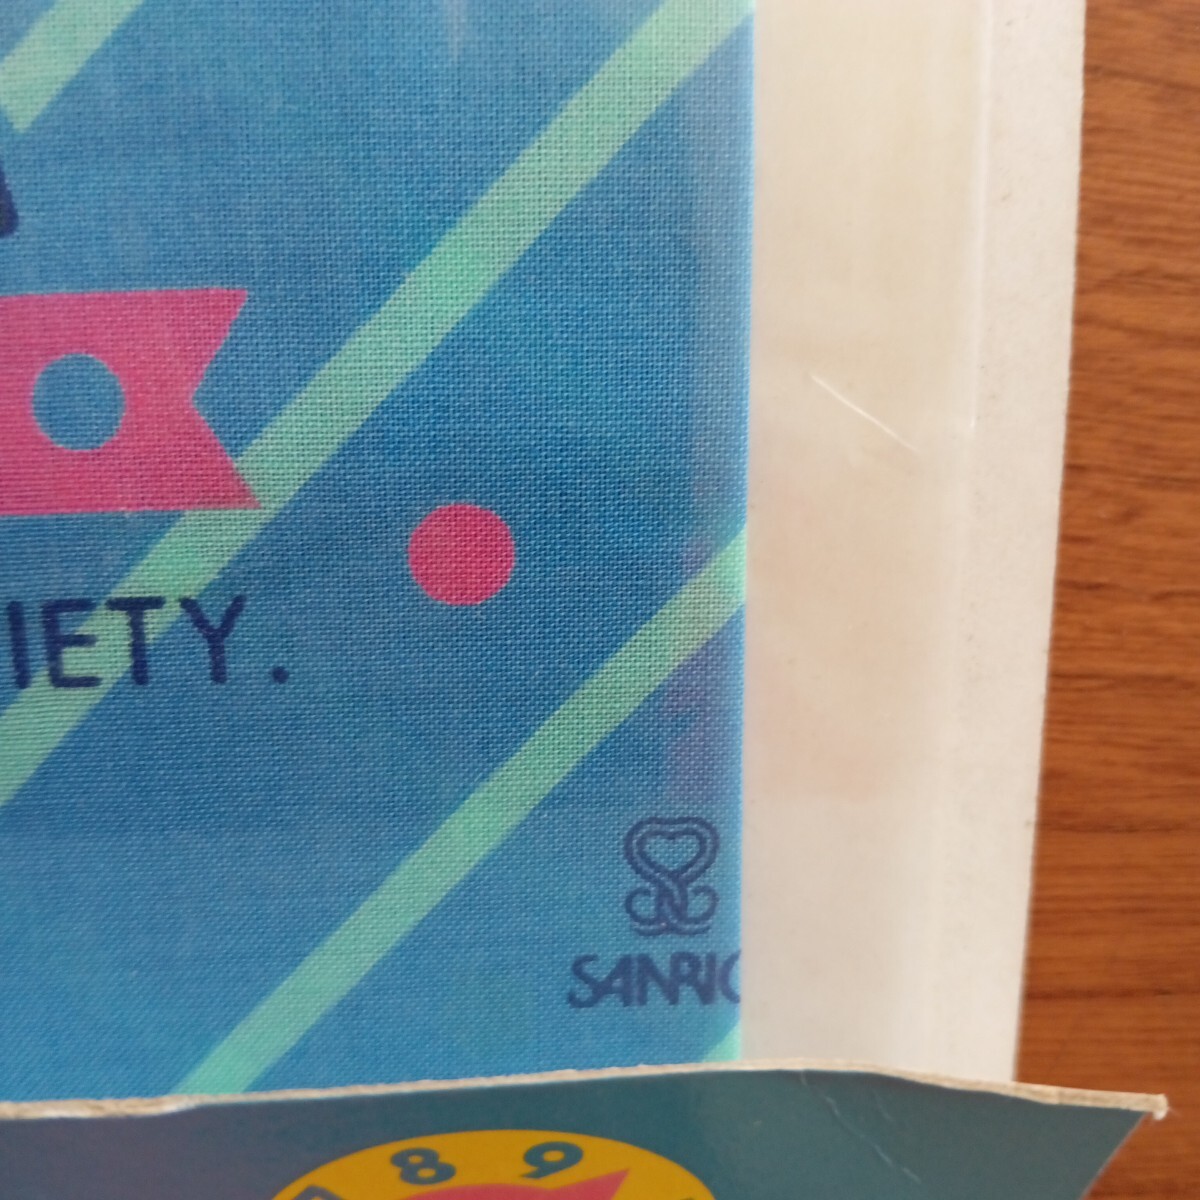 IETY.
SANRIO
8 9